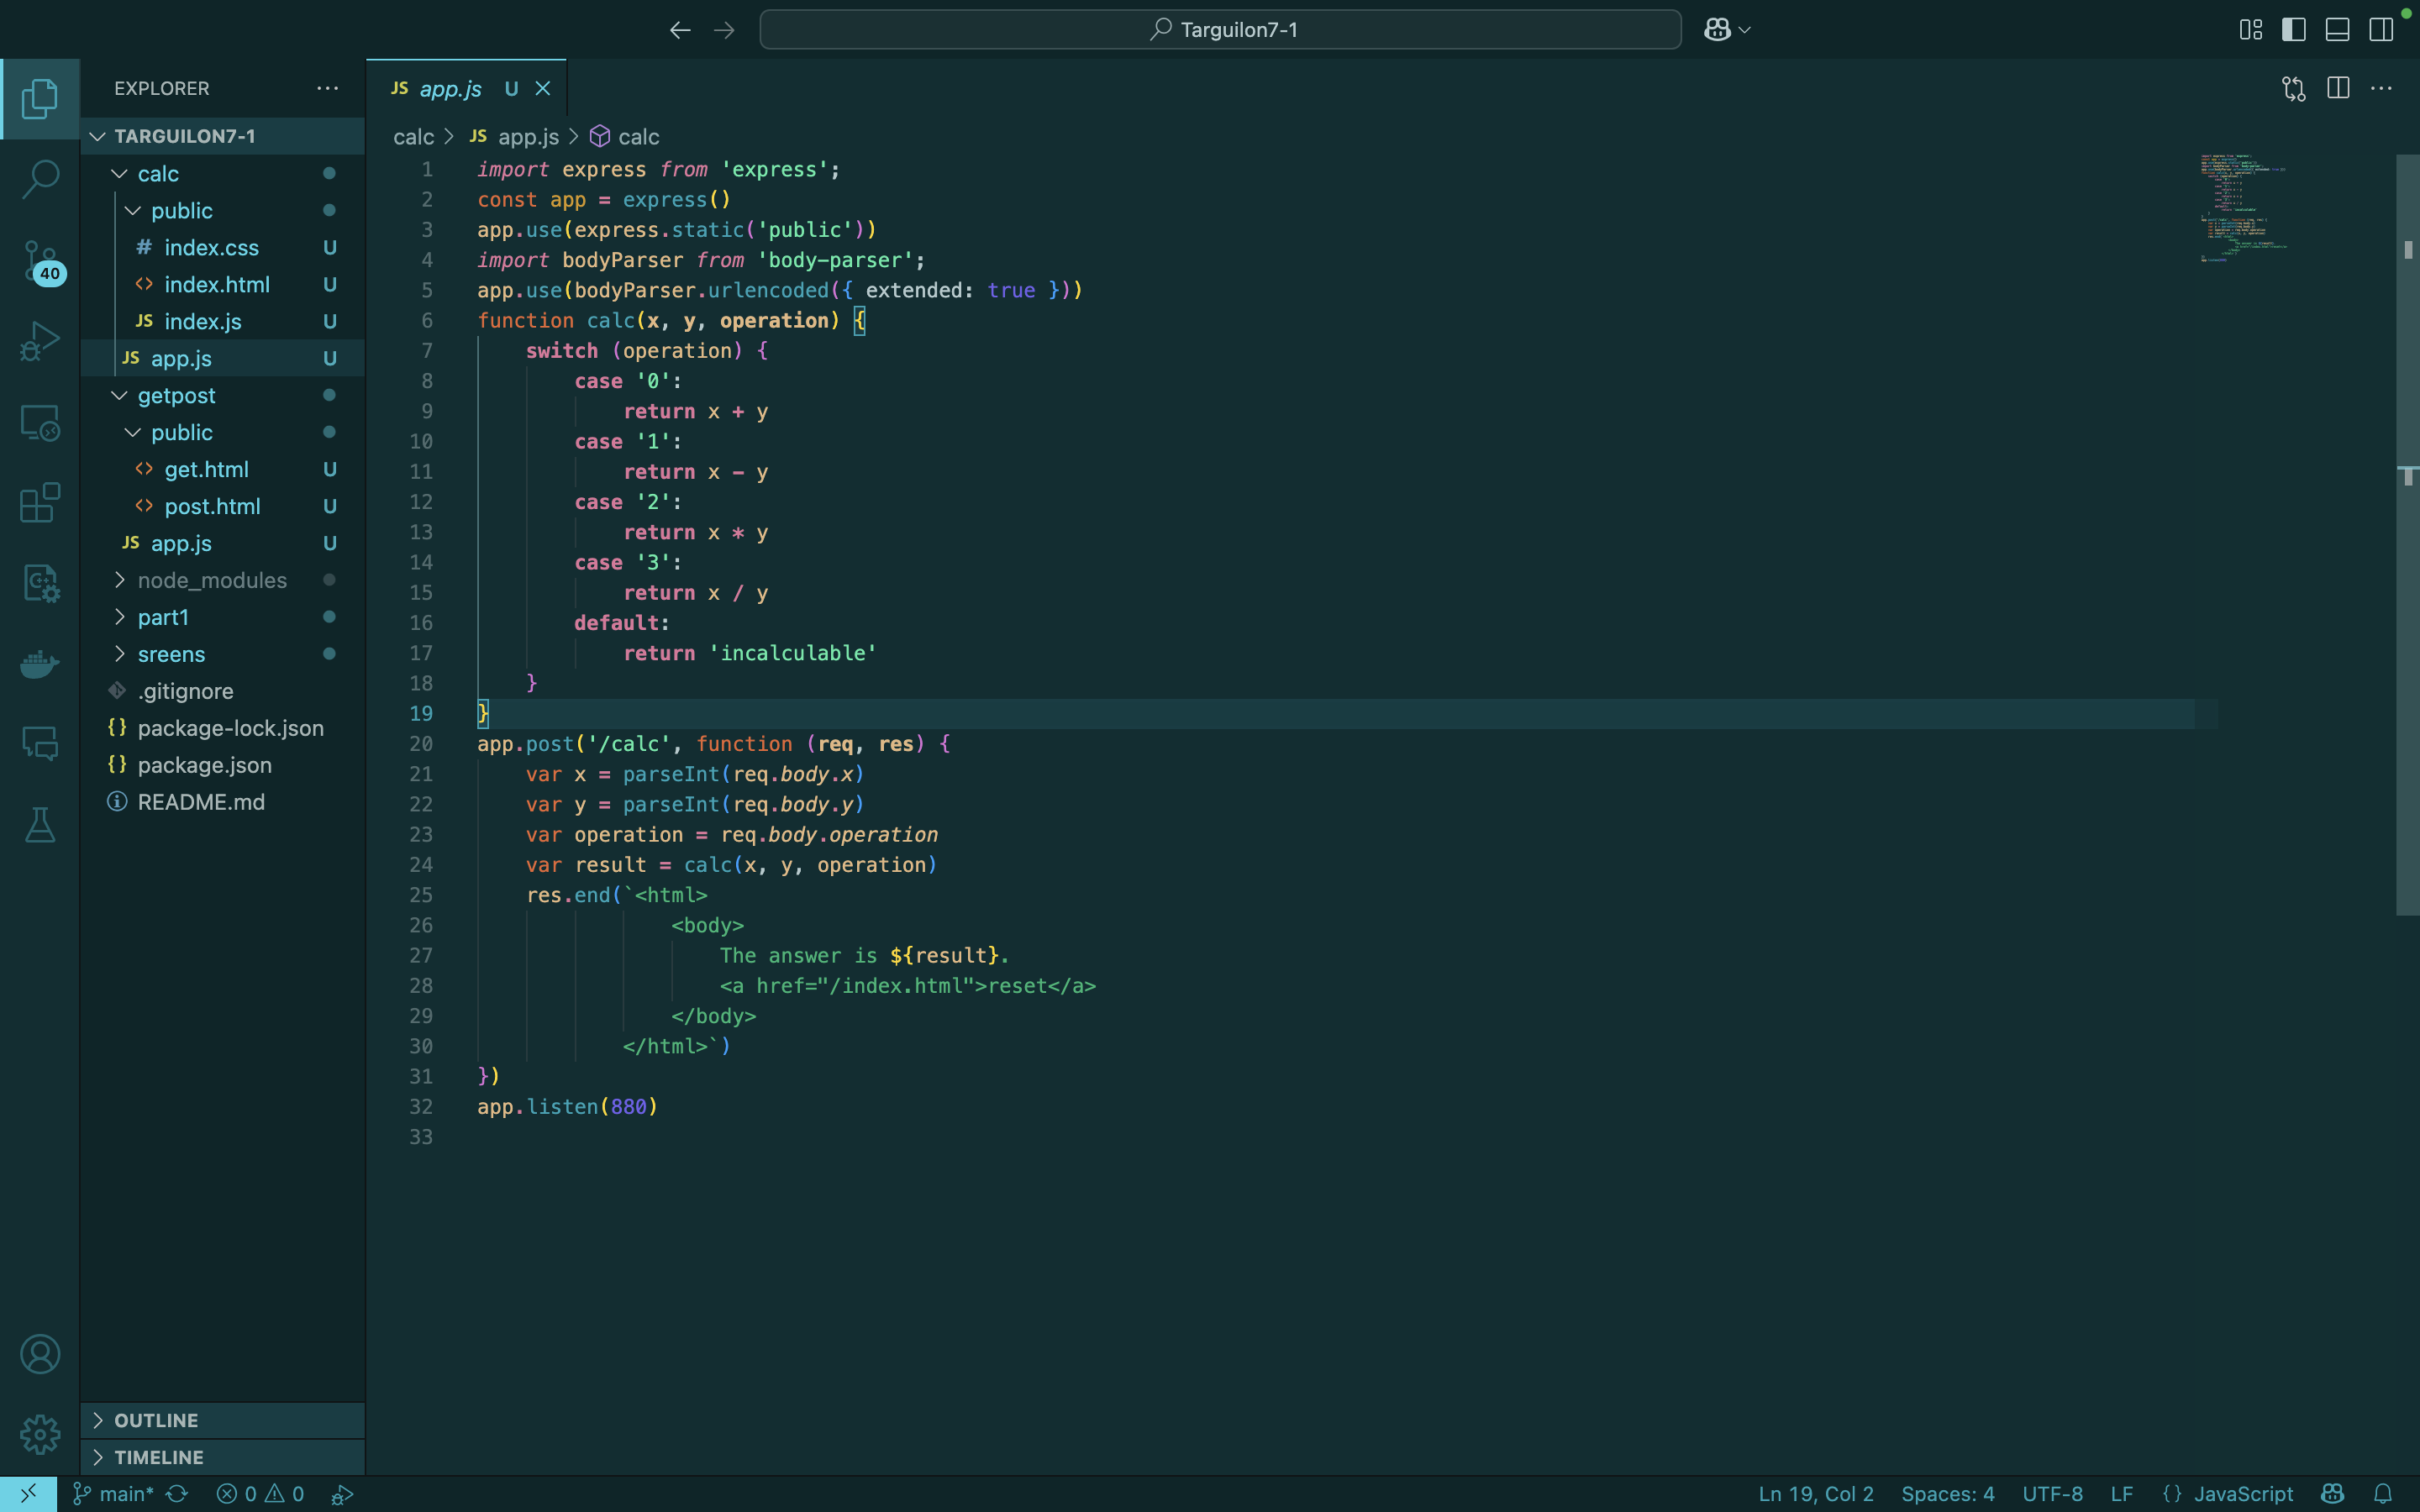 Targuilon7-1
EXPLORER
TARGUILON7-1
calc
public
# index.css U
<> index.html U
JS index.js U
JS app.js U
getpost
public
<> get.html U
<> post.html U
JS app.js U
node_modules
part1
sreens
.gitignore
{} package-lock.json
{} package.json
README.md
40
OUTLINE
TIMELINE
JS app.js U
calc > JS app.js > calc
1 import express from 'express';
2 const app = express()
3 app.use(express.static('public'))
4 import bodyParser from 'body-parser';
5 app.use(bodyParser.urlencoded({ extended: true }))
6 function calc(x, y, operation) {
7 switch (operation) {
8 case '0':
9 return x + y
10 case '1':
11 return x - y
12 case '2':
13 return x * y
14 case '3':
15 return x / y
16 default:
17 return 'incalculable'
18 }
19 }
20 app.post('/calc', function (req, res) {
21 var x = parseInt(req.body.x)
22 var y = parseInt(req.body.y)
23 var operation = req.body.operation
24 var result = calc(x, y, operation)
25 res.end(`<html>
26 <body>
27 The answer is ${result}.
28 <a href="/index.html">reset</a>
29 </body>
30 </html>`)
31 })
32 app.listen(880)
33
main* 0 0
Ln 19, Col 2 Spaces: 4 UTF-8 LF {} JavaScript